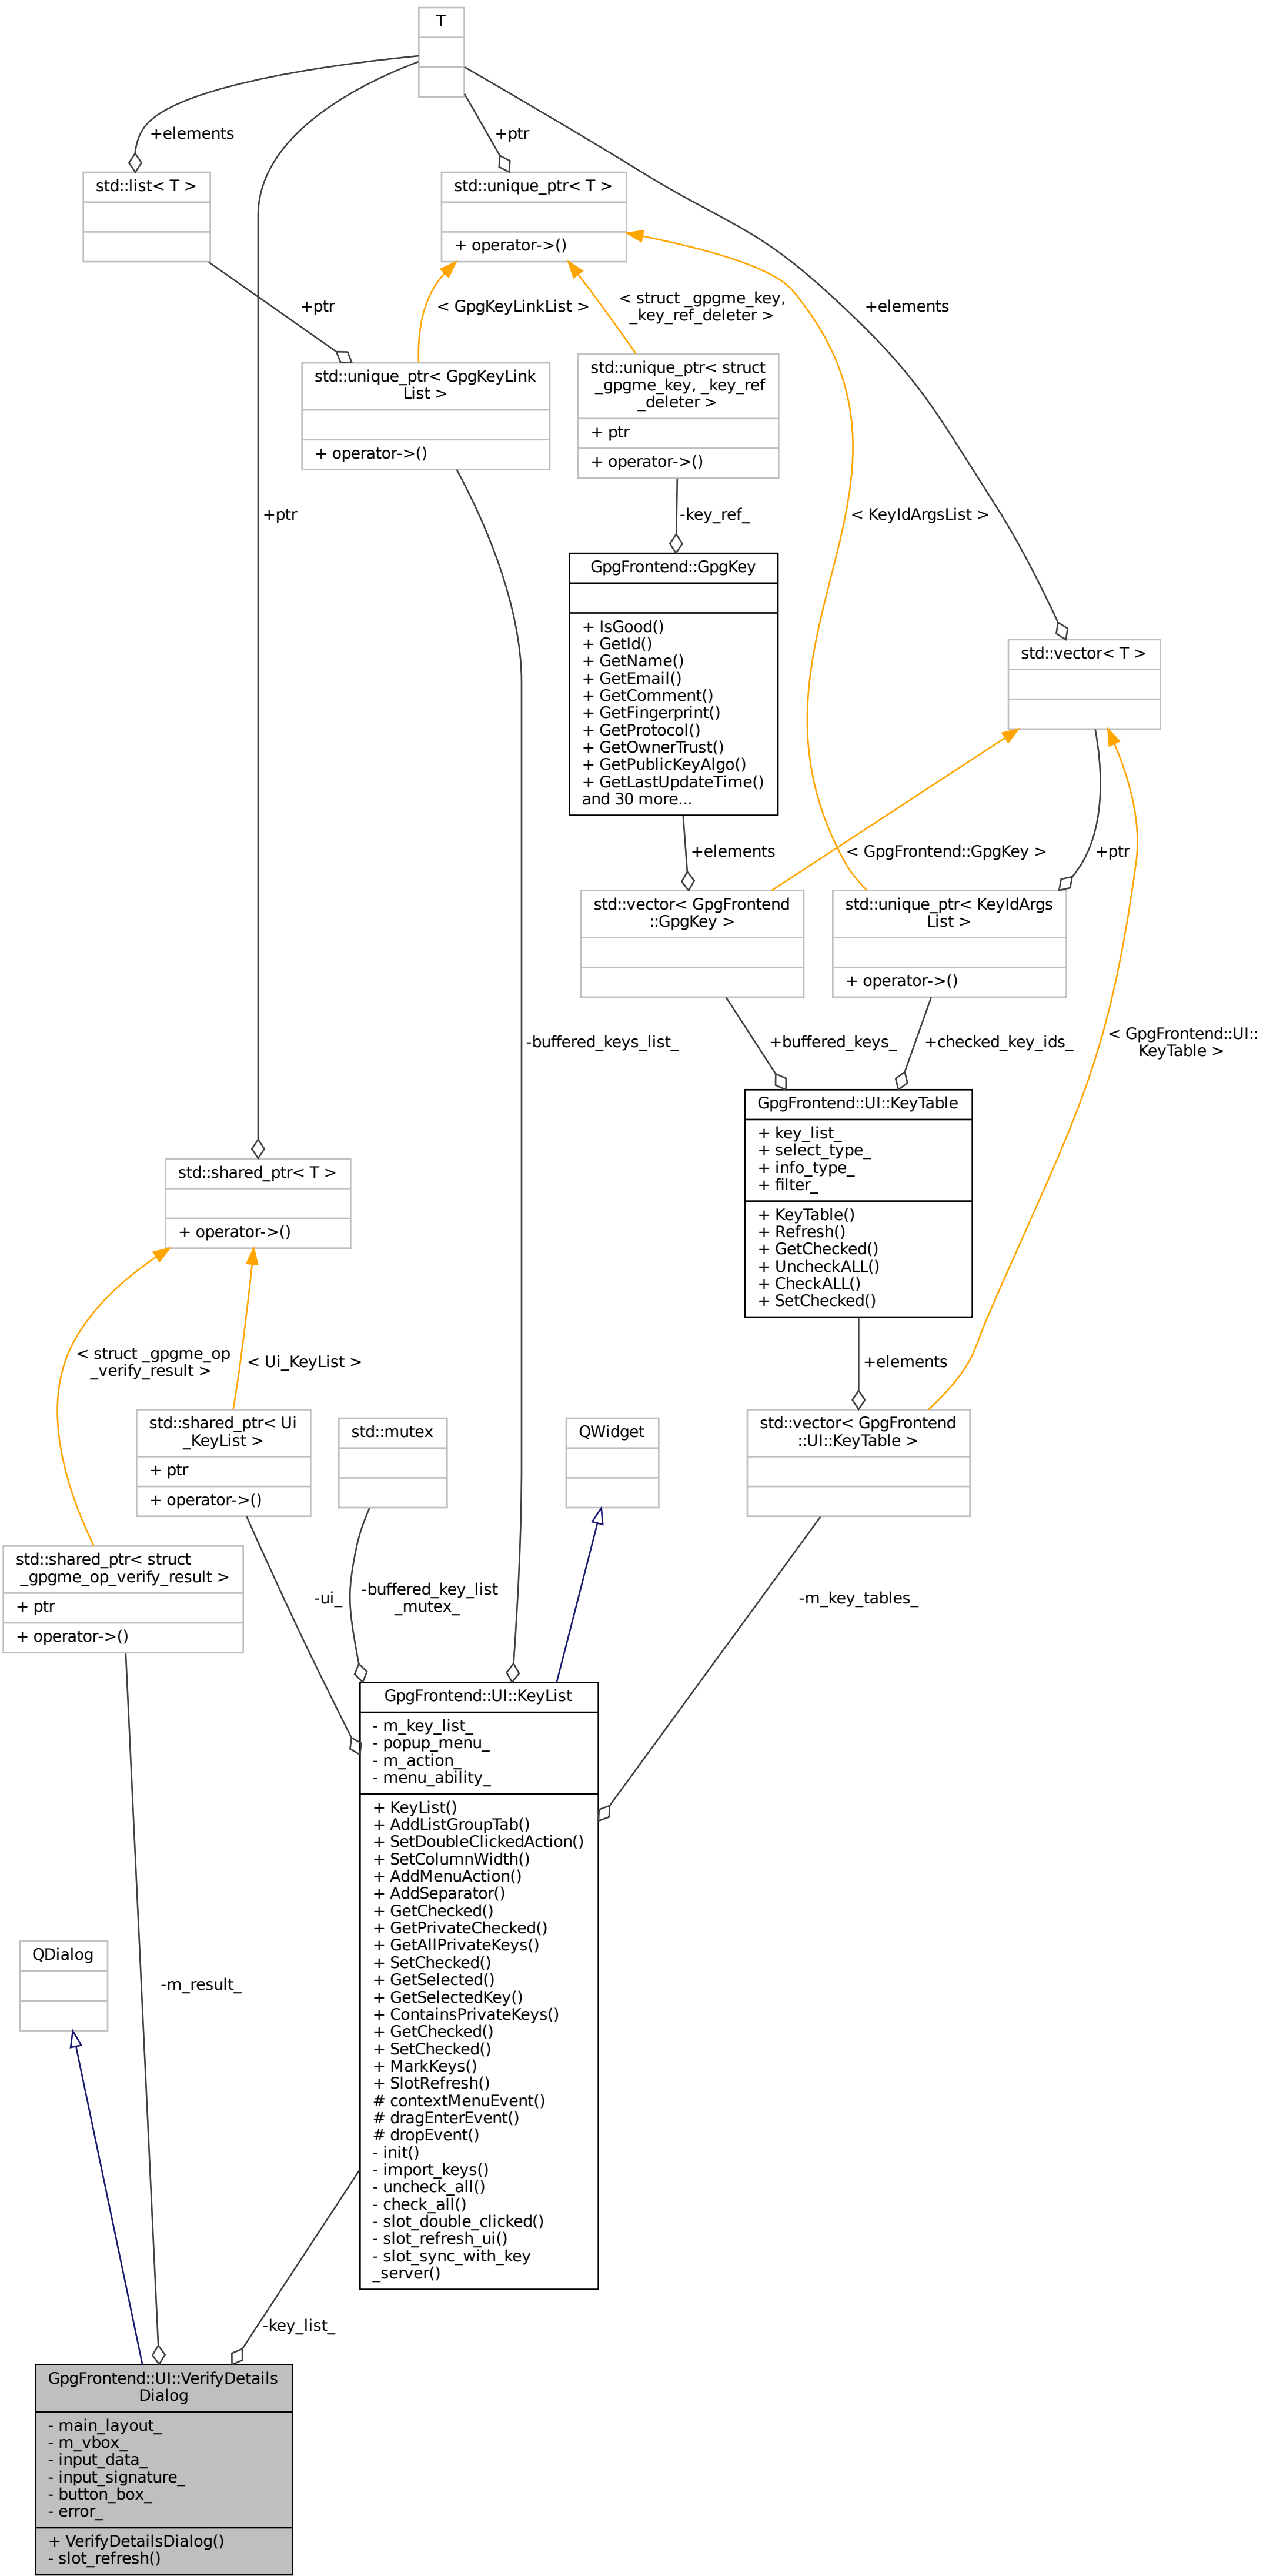 T
+elements
+ptr
std::list< T >
std::unique_ptr< T >
+ operator->()
+ptr
< GpgKeyLinkList >
< struct _gpgme_key,
_key_ref_deleter >
+elements
std::unique_ptr< GpgKeyLink
List >
+ operator->()
std::unique_ptr< struct
_gpgme_key, _key_ref
_deleter >
+ ptr
+ operator->()
+ptr
-key_ref_
< KeyIdArgsList >
GpgFrontend::GpgKey
+ IsGood()
+ GetId()
+ GetName()
+ GetEmail()
+ GetComment()
+ GetFingerprint()
+ GetProtocol()
+ GetOwnerTrust()
+ GetPublicKeyAlgo()
+ GetLastUpdateTime()
and 30 more...
std::vector< T >
+elements
< GpgFrontend::GpgKey >
+ptr
std::vector< GpgFrontend
::GpgKey >
std::unique_ptr< KeyIdArgs
List >
+ operator->()
-buffered_keys_list_
+buffered_keys_
+checked_key_ids_
< GpgFrontend::UI::
KeyTable >
GpgFrontend::UI::KeyTable
+ key_list_
+ select_type_
+ info_type_
+ filter_
+ KeyTable()
+ Refresh()
+ GetChecked()
+ UncheckALL()
+ CheckALL()
+ SetChecked()
std::shared_ptr< T >
+ operator->()
< struct _gpgme_op
_verify_result >
< Ui_KeyList >
+elements
std::shared_ptr< Ui
_KeyList >
+ ptr
+ operator->()
std::mutex
QWidget
std::vector< GpgFrontend
::UI::KeyTable >
std::shared_ptr< struct
_gpgme_op_verify_result >
+ ptr
+ operator->()
-ui_
-buffered_key_list
_mutex_
-m_key_tables_
GpgFrontend::UI::KeyList
- m_key_list_
- popup_menu_
- m_action_
- menu_ability_
+ KeyList()
+ AddListGroupTab()
+ SetDoubleClickedAction()
+ SetColumnWidth()
+ AddMenuAction()
+ AddSeparator()
+ GetChecked()
+ GetPrivateChecked()
+ GetAllPrivateKeys()
+ SetChecked()
+ GetSelected()
+ GetSelectedKey()
+ ContainsPrivateKeys()
+ GetChecked()
+ SetChecked()
+ MarkKeys()
+ SlotRefresh()
# contextMenuEvent()
# dragEnterEvent()
# dropEvent()
- init()
- import_keys()
- uncheck_all()
- check_all()
- slot_double_clicked()
- slot_refresh_ui()
- slot_sync_with_key
_server()
QDialog
-m_result_
-key_list_
GpgFrontend::UI::VerifyDetails
Dialog
- main_layout_
- m_vbox_
- input_data_
- input_signature_
- button_box_
- error_
+ VerifyDetailsDialog()
- slot_refresh()